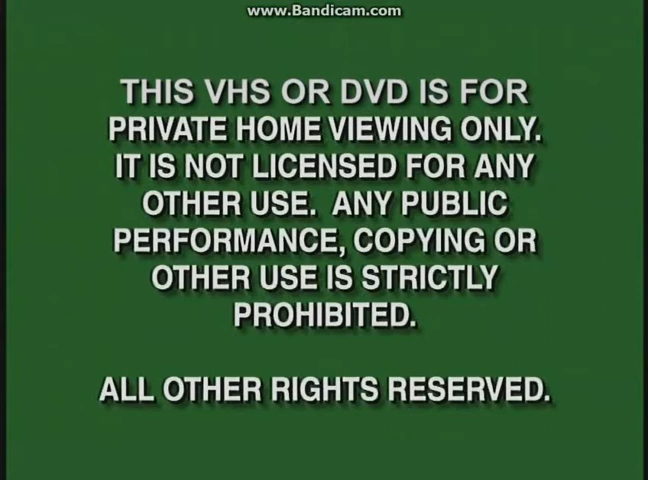 www.Bandicam.com
THIS VHS OR DVD IS FOR
PRIVATE HOME VIEWING ONLY.
IT IS NOT LICENSED FOR ANY
OTHER USE.  ANY PUBLIC
PERFORMANCE, COPYING OR
OTHER USE IS STRICTLY
PROHIBITED.
ALL OTHER RIGHTS RESERVED.